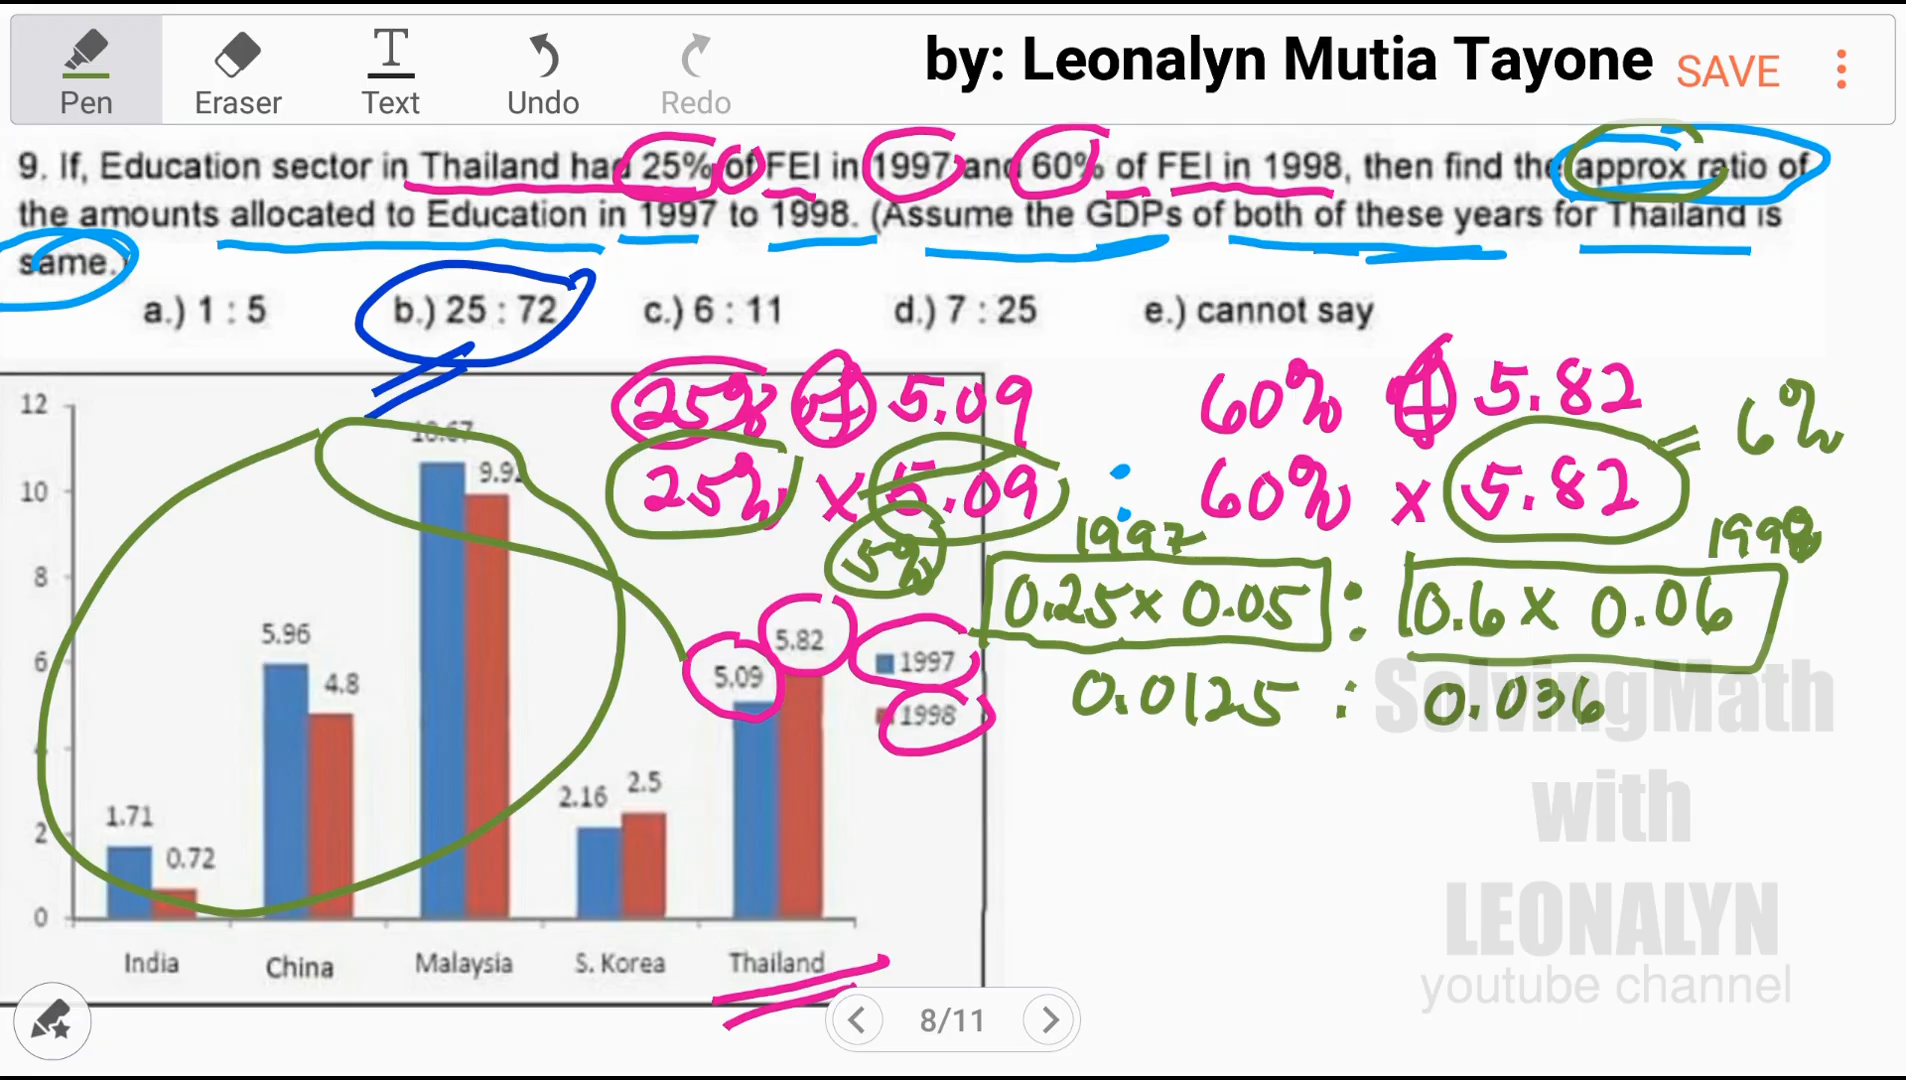 by: Leonalyn Mutia Tayone
SAVE
Pen
Eraser
Text
Undo
Redo
9. If, Education sector in Thailand had 25% of FEI in 1997 and 60% of FEI in 1998, then find the approx ratio of
the amounts allocated to Education in 1997 to 1998. (Assume the GDPs of both of these years for Thailand is
same.)
a.) 1 : 5
b.) 25 : 72
c.) 6 : 11
d.) 7 : 25
e.) cannot say
25% of 5.09
60% of 5.82
6%
25% x 5.09 : 60% x 5.82
5%
1997
1998
0.25 x 0.05 : 0.6 x 0.06
0.0125 : 0.036
12
10
8
6
4
2
0
1.71
0.72
5.96
4.8
10.67
2.16
2.5
5.09
5.82
1997
1998
India
China
Malaysia
S. Korea
Thailand
SolvingMath
with
LEONALYN
youtube channel
8/11